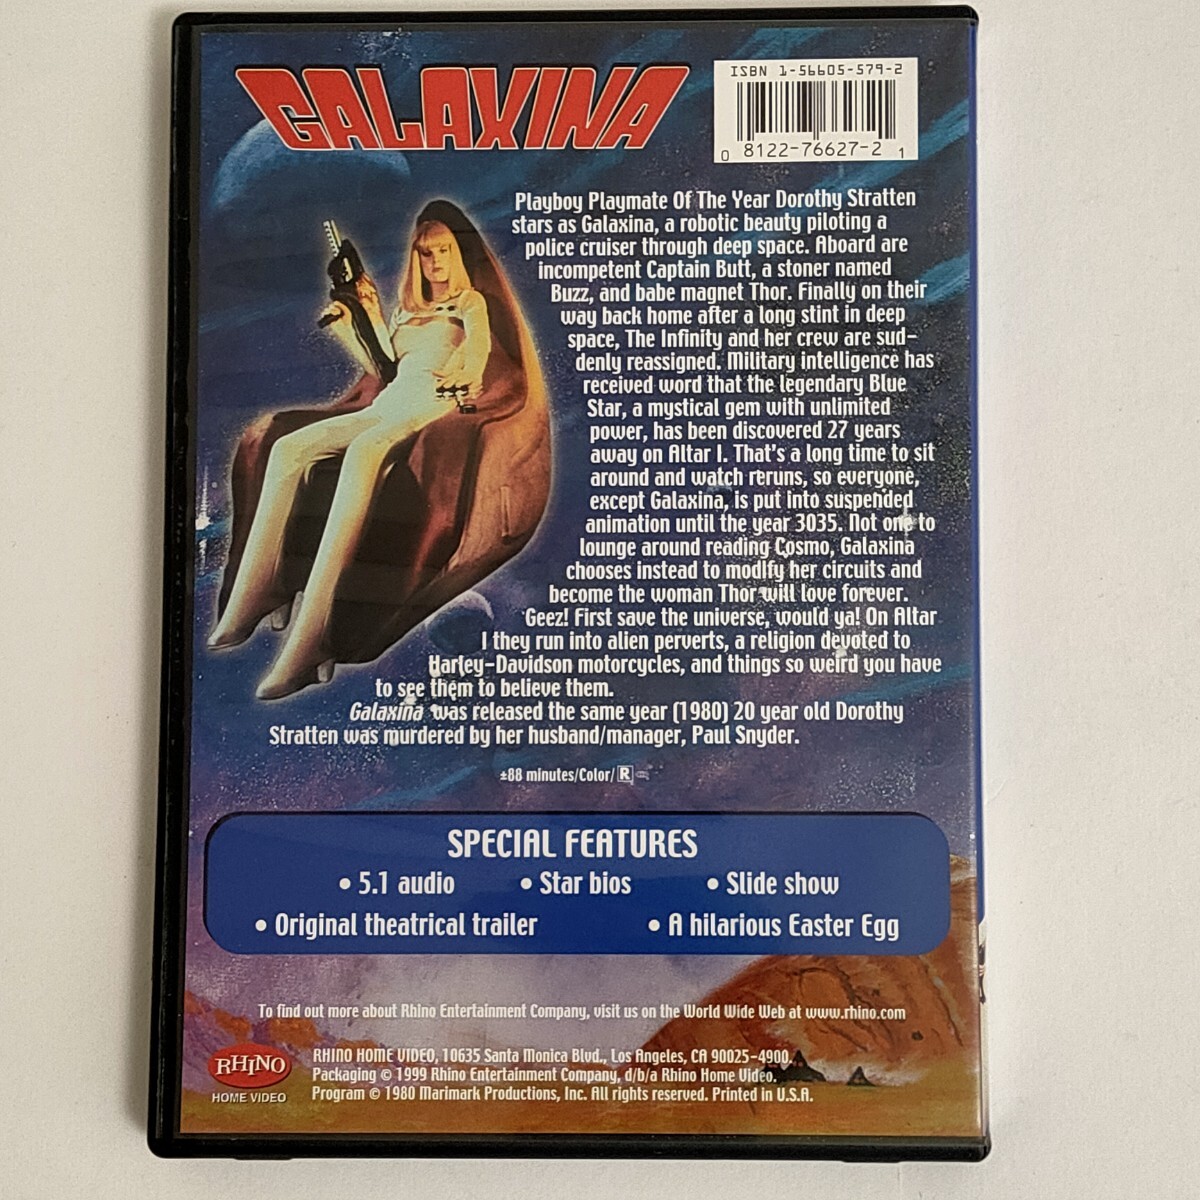 GALAXINA
ISBN 1-56605-579-2
0 8122-76627-2 1
Playboy Playmate Of The Year Dorothy Stratten
stars as Galaxina, a robotic beauty piloting a
police cruiser through deep space. Aboard are
incompetent Captain Butt, a stoner named
Buzz, and babe magnet Thor. Finally on their
way back home after a long stint in deep
space, The Infinity and her crew are sud-
denly reassigned. Military intelligence has
received word that the legendary Blue
Star, a mystical gem with unlimited
power, has been discovered 27 years
away on Altar I. That's a long time to sit
around and watch reruns, so everyone,
except Galaxina, is put into suspended
animation until the year 3035. Not one to
lounge around reading Cosmo, Galaxina
chooses instead to modify her circuits and
become the woman Thor will love forever.
Geez! First save the universe, would ya! On Altar
I they run into alien perverts, a religion devoted to
Harley-Davidson motorcycles, and things so weird you have
to see them to believe them.
Galaxina was released the same year (1980) 20 year old Dorothy
Stratten was murdered by her husband/manager, Paul Snyder.
±88 minutes/Color/ R
SPECIAL FEATURES
• 5.1 audio • Star bios • Slide show
• Original theatrical trailer • A hilarious Easter Egg
To find out more about Rhino Entertainment Company, visit us on the World Wide Web at www.rhino.com
RHINO
HOME VIDEO
RHINO HOME VIDEO, 10635 Santa Monica Blvd., Los Angeles, CA 90025-4900.
Packaging © 1999 Rhino Entertainment Company, d/b/a Rhino Home Video.
Program © 1980 Marimark Productions, Inc. All rights reserved. Printed in U.S.A.